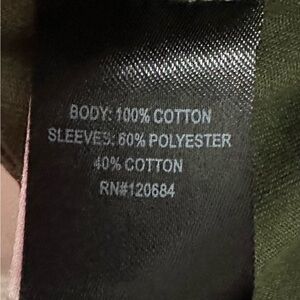 BODY: 100% COTTON
SLEEVES: 60% POLYESTER
40% COTTON
RN#120684